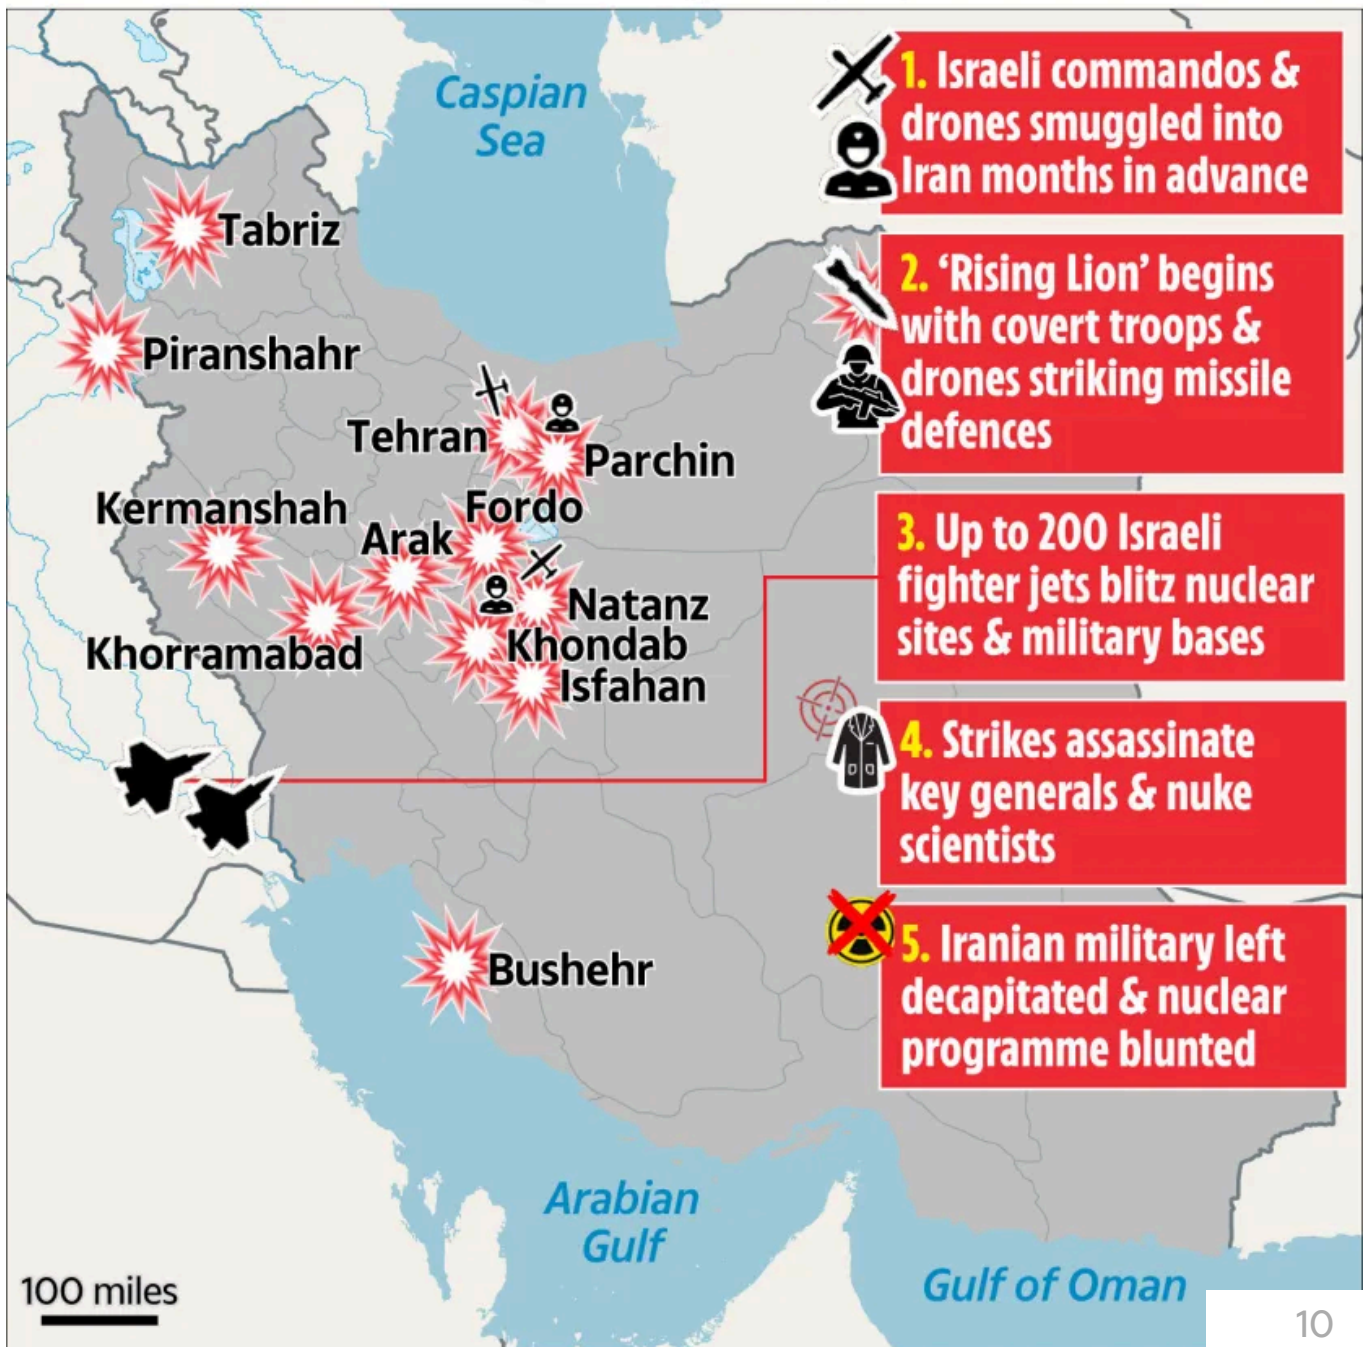 Caspian
Sea
1. Israeli commandos &
drones smuggled into
Iran months in advance
Tabriz
2. ‘Rising Lion’ begins
with covert troops &
drones striking missile
defences
Piranshahr
Tehran
Parchin
Kermanshah
Fordo
Arak
3. Up to 200 Israeli
fighter jets blitz nuclear
sites & military bases
Natanz
Khondab
Khorramabad
Isfahan
4. Strikes assassinate
key generals & nuke
scientists
5. Iranian military left
decapitated & nuclear
programme blunted
Bushehr
Arabian
Gulf
Gulf of Oman
100 miles
10